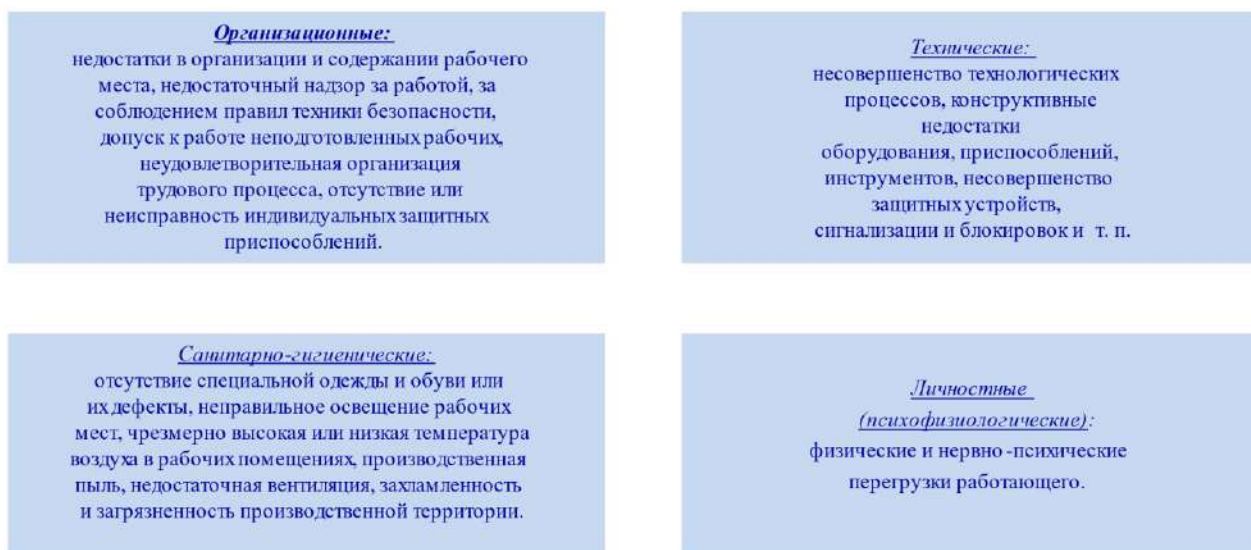 Организационные:
недостатки в организации и содержании рабочего
места, недостаточный надзор за работой, за
соблюдением правил техники безопасности,
допуск к работе неподготовленных рабочих,
неудовлетворительная организация
трудового процесса, отсутствие или
неисправность индивидуальных защитных
приспособлений.
Технические:
несовершенство технологических
процессов, конструктивные
недостатки
оборудования, приспособлений,
инструментов, несовершенство
защитных устройств,
сигнализации и блокировок и т. п.
Санитарно-гигиенические:
отсутствие специальной одежды и обуви или
их дефекты, неправильное освещение рабочих
мест, чрезмерно высокая или низкая температура
воздуха в рабочих помещениях, производственная
пыль, недостаточная вентиляция, захламленность
и загрязненность производственной территории.
Личностные
(психофизиологические):
физические и нервно-психические
перегрузки работающего.